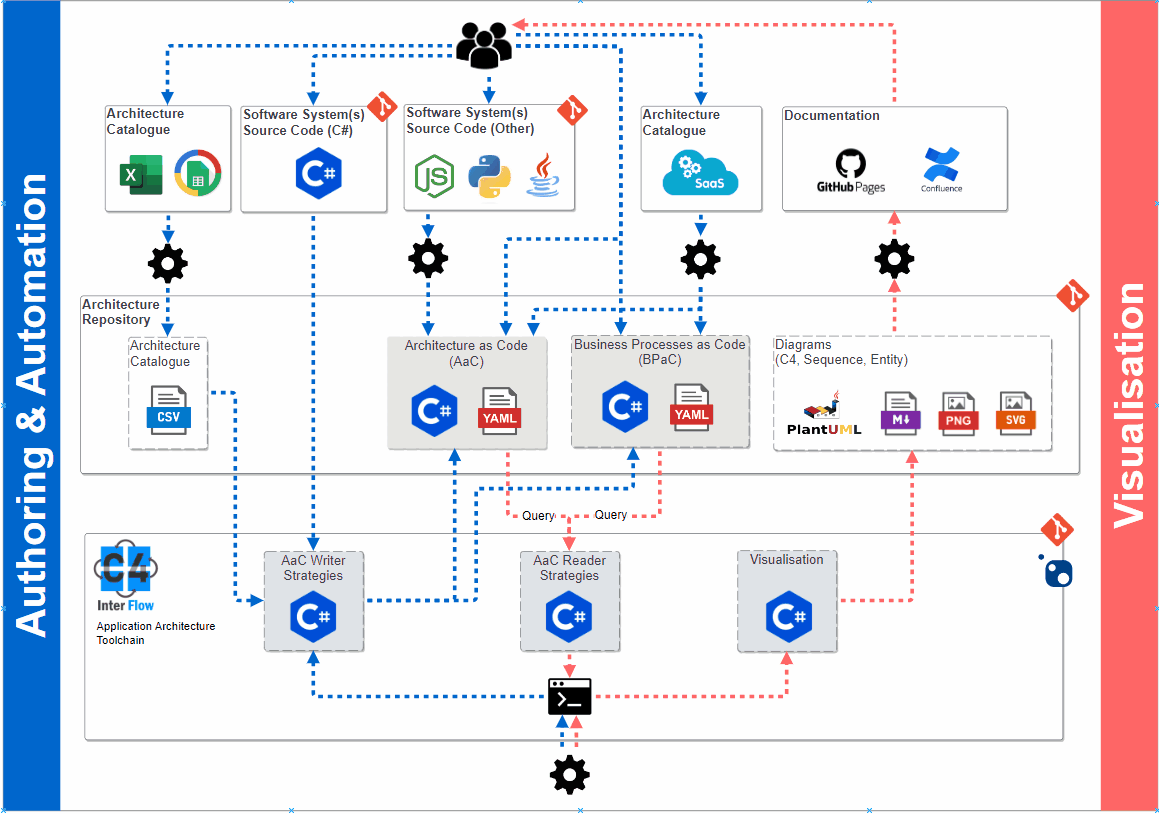 Authoring & Automation
Visualisation
Architecture
Catalogue
X
Software System(s)
Source Code (C#)
C#
Software System(s)
Source Code (Other)
JS
Architecture
Catalogue
SaaS
Documentation
GitHub Pages
Confluence
Architecture
Repository
Architecture
Catalogue
CSV
Architecture as Code
(AaC)
C#
YAML
Business Processes as Code
(BPaC)
C#
YAML
Diagrams
(C4, Sequence, Entity)
PlantUML
M↓
PNG
SVG
Query
Query
C4
Inter Flow
Application Architecture
Toolchain
AaC Writer
Strategies
C#
AaC Reader
Strategies
C#
Visualisation
C#
>_